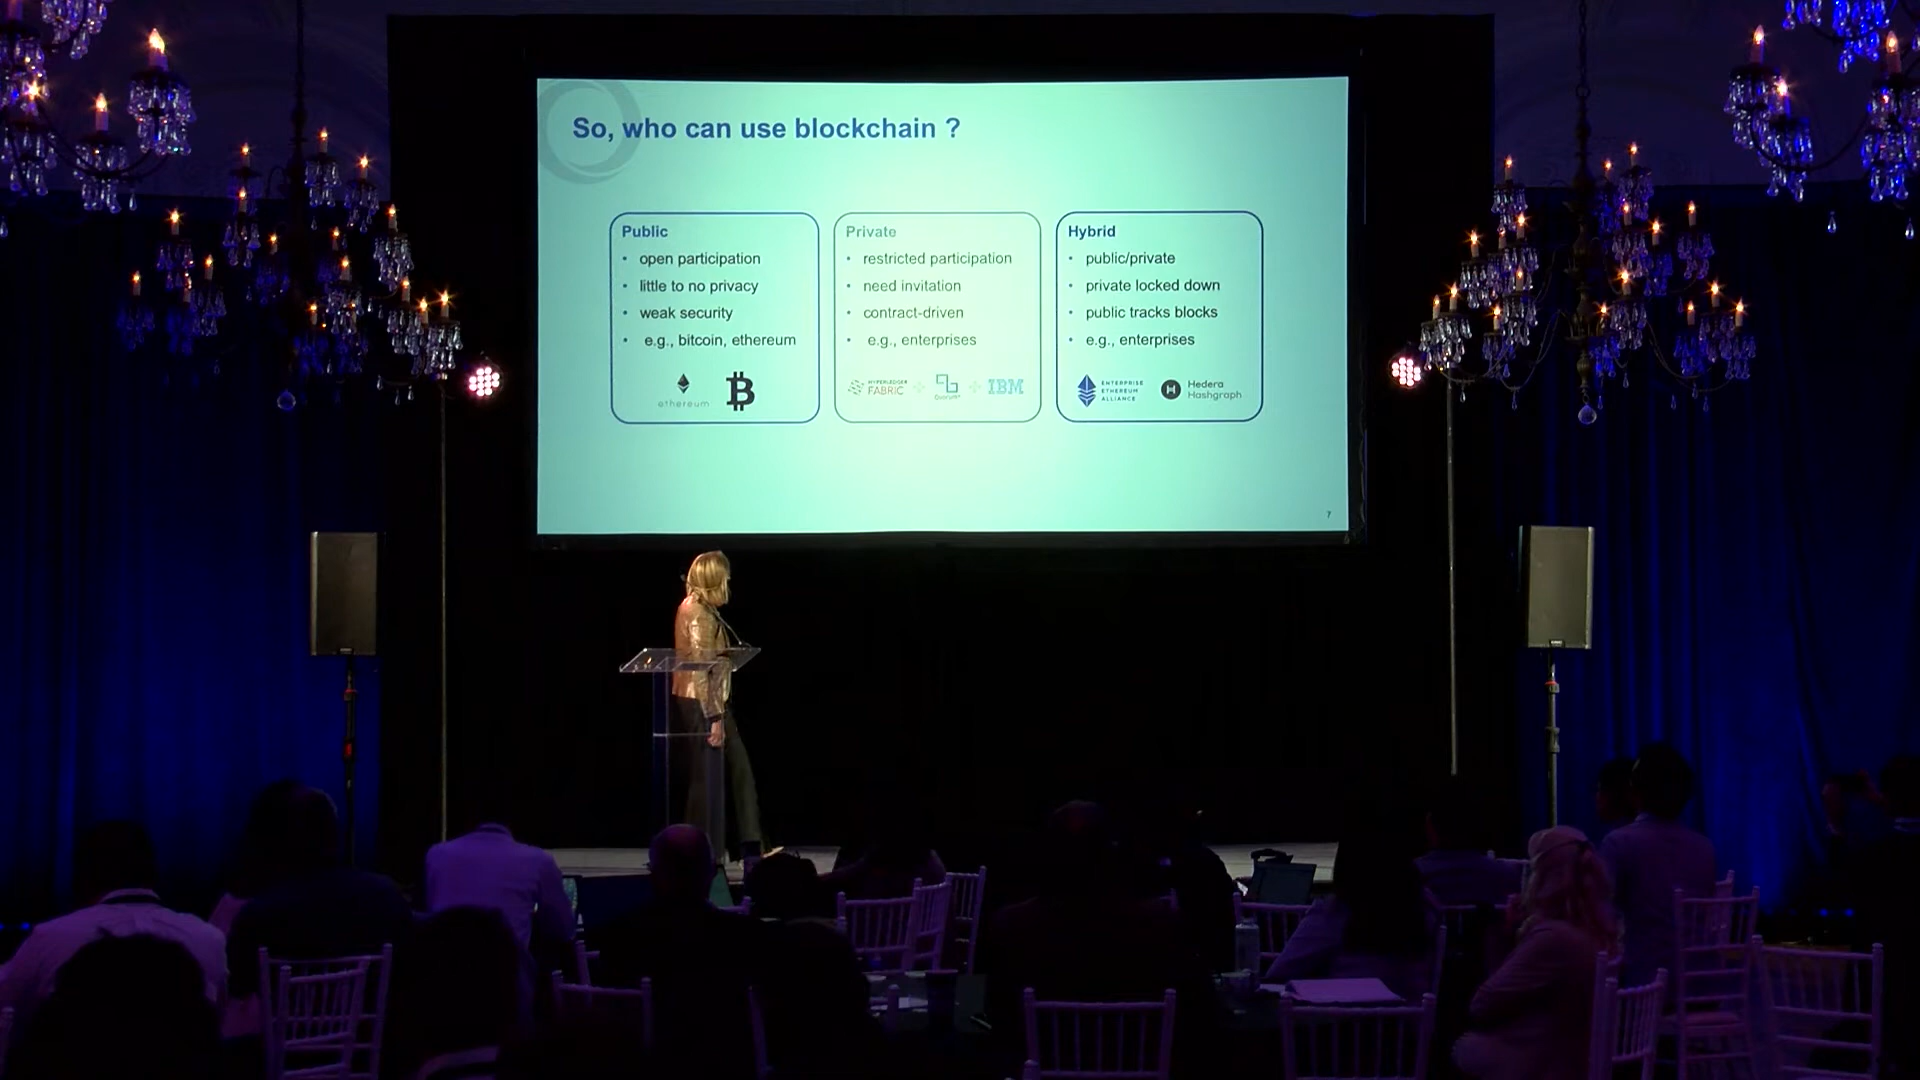 So, who can use blockchain ?
Public
• open participation
• little to no privacy
• weak security
• e.g., bitcoin, ethereum
ethereum
Private
• restricted participation
• need invitation
• contract-driven
• e.g., enterprises
HYPERLEDGER
FABRIC
Quorum
IBM
Hybrid
• public/private
• private locked down
• public tracks blocks
• e.g., enterprises
ENTERPRISE
ETHEREUM
ALLIANCE
Hedera
Hashgraph
7